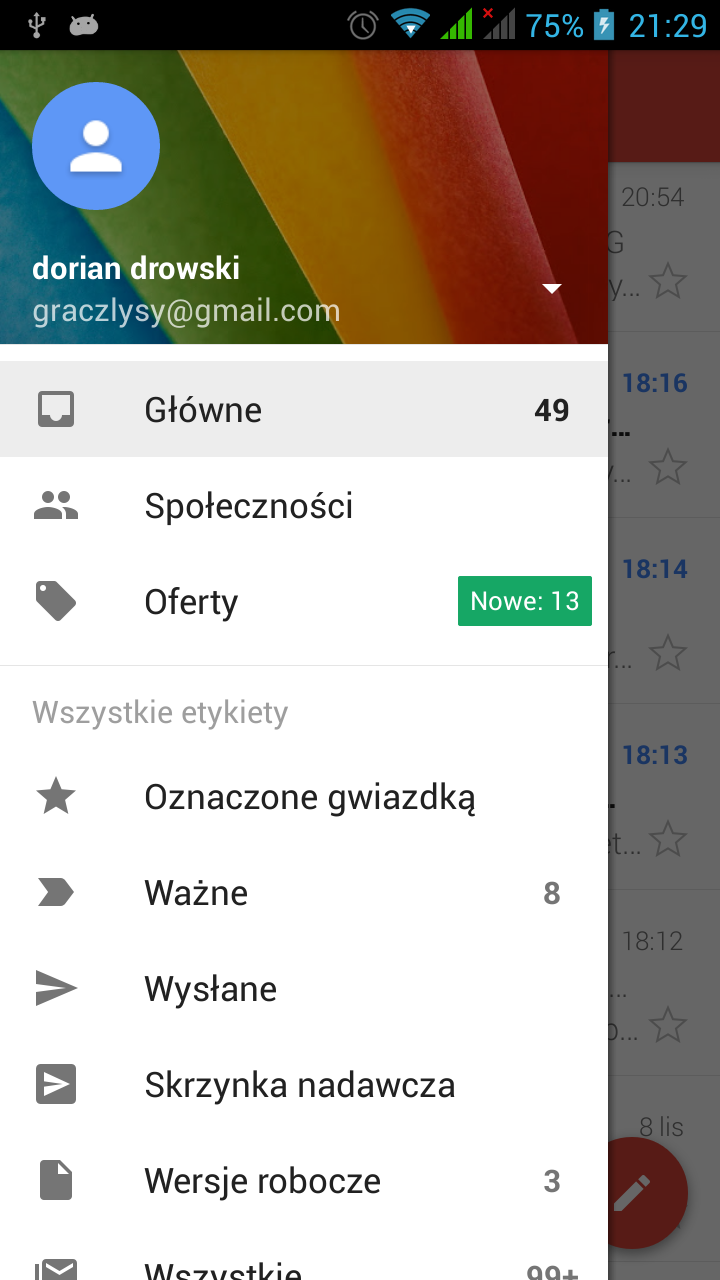 75% 21:29
dorian drowski
graczlysy@gmail.com
20:54
G
y...
Główne 49
18:16
...
Społeczności
Oferty Nowe: 13
18:14
Wszystkie etykiety
18:13
Oznaczone gwiazdką
et...
Ważne 8
18:12
Wysłane
Skrzynka nadawcza
8 lis
Wersje robocze 3
Wszystkie 99+